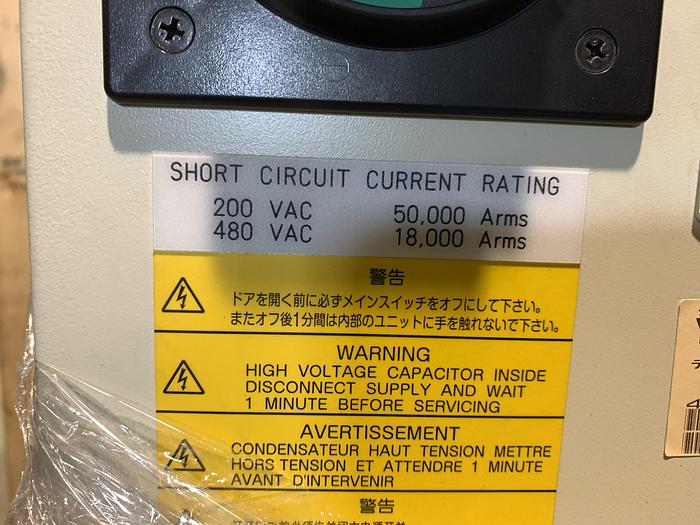 SHORT CIRCUIT CURRENT RATING
200 VAC 50,000 Arms
480 VAC 18,000 Arms
警告
ドアを開く前に必ずメインスイッチをオフにして下さい。
またオフ後1分間は内部のユニットに手を触れないで下さい。
WARNING
HIGH VOLTAGE CAPACITOR INSIDE
DISCONNECT SUPPLY AND WAIT
1 MINUTE BEFORE SERVICING
AVERTISSEMENT
CONDENSATEUR HAUT TENSION METTRE
HORS TENSION ET ATTENDRE 1 MINUTE
AVANT D'INTERVENIR
警告